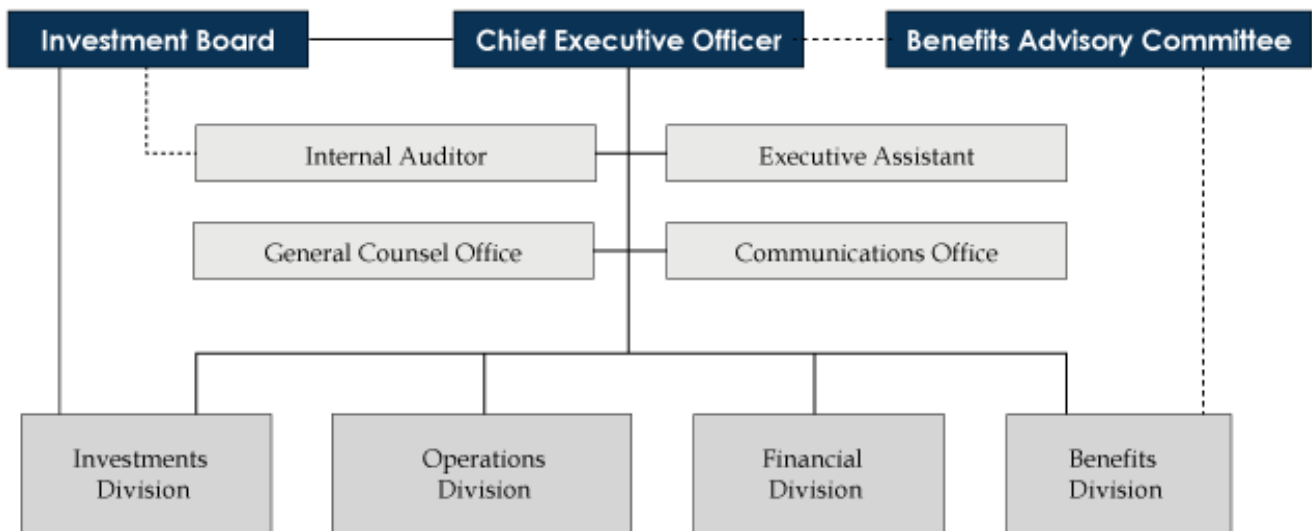 Investment Board
Chief Executive Officer
Benefits Advisory Committee
Internal Auditor
Executive Assistant
General Counsel Office
Communications Office
Investments
Division
Operations
Division
Financial
Division
Benefits
Division